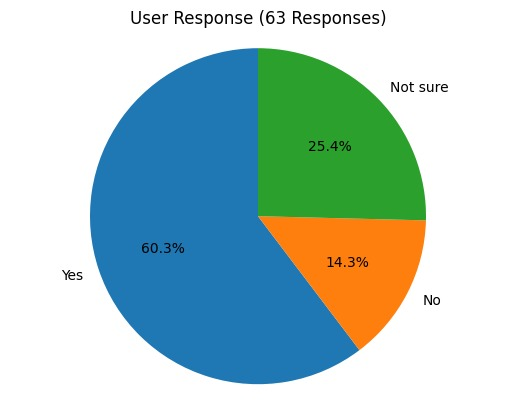 User Response (63 Responses)
Not sure
25.4%
60.3%
14.3%
Yes
No